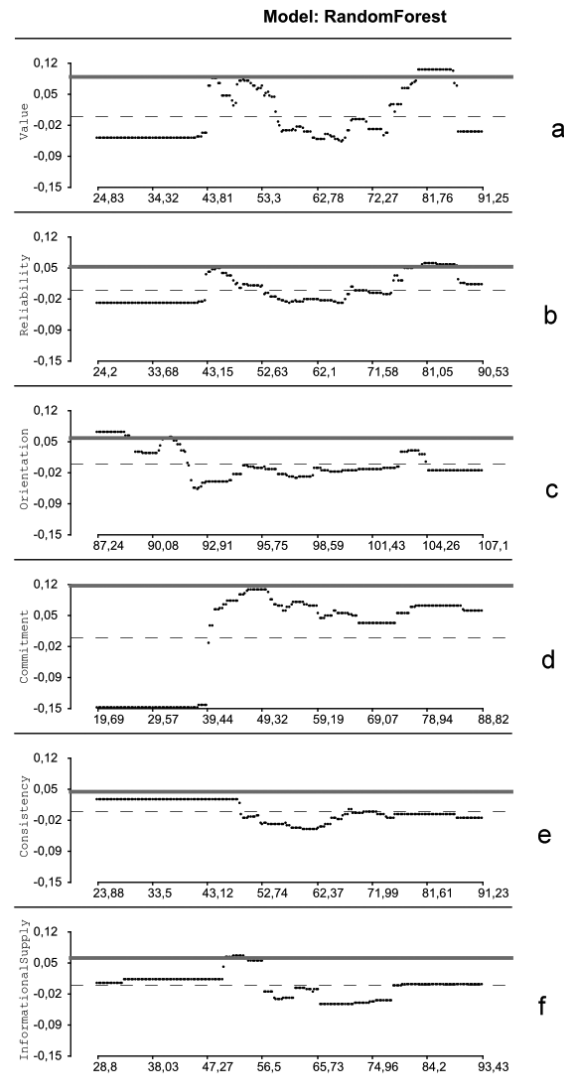 Model: RandomForest
0,12
0,05
-0,02
-0,09
-0,15
Value
24,83 34,32 43,81 53,3 62,78 72,27 81,76 91,25
a
0,12
0,05
-0,02
-0,09
-0,15
Reliability
24,2 33,68 43,15 52,63 62,1 71,58 81,05 90,53
b
0,12
0,05
-0,02
-0,09
-0,15
Orientation
87,24 90,08 92,91 95,75 98,59 101,43 104,26 107,1
c
0,12
0,05
-0,02
-0,09
-0,15
Commitment
19,69 29,57 39,44 49,32 59,19 69,07 78,94 88,82
d
0,12
0,05
-0,02
-0,09
-0,15
Consistency
23,88 33,5 43,12 52,74 62,37 71,99 81,61 91,23
e
0,12
0,05
-0,02
-0,09
-0,15
InformationalSupply
28,8 38,03 47,27 56,5 65,73 74,96 84,2 93,43
f